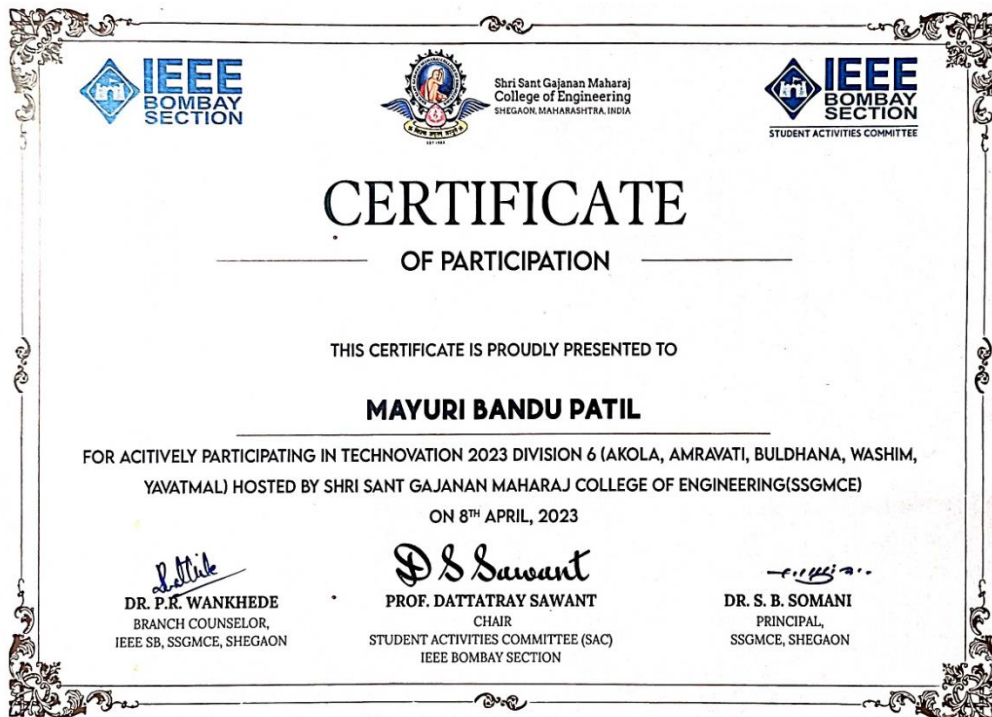 IEEE
BOMBAY
SECTION
Shri Sant Gajanan Maharaj
College of Engineering
SHEGAON, MAHARASHTRA, INDIA
IEEE
BOMBAY
SECTION
STUDENT ACTIVITIES COMMITTEE
CERTIFICATE
OF PARTICIPATION
THIS CERTIFICATE IS PROUDLY PRESENTED TO
MAYURI BANDU PATIL
FOR ACITIVELY PARTICIPATING IN TECHNOVATION 2023 DIVISION 6 (AKOLA, AMRAVATI, BULDHANA, WASHIM,
YAVATMAL) HOSTED BY SHRI SANT GAJANAN MAHARAJ COLLEGE OF ENGINEERING(SSGMCE)
ON 8TH APRIL, 2023
DR. P.R. WANKHEDE
BRANCH COUNSELOR,
IEEE SB, SSGMCE, SHEGAON
D S Sawant
PROF. DATTATRAY SAWANT
CHAIR
STUDENT ACTIVITIES COMMITTEE (SAC)
IEEE BOMBAY SECTION
DR. S. B. SOMANI
PRINCIPAL,
SSGMCE, SHEGAON